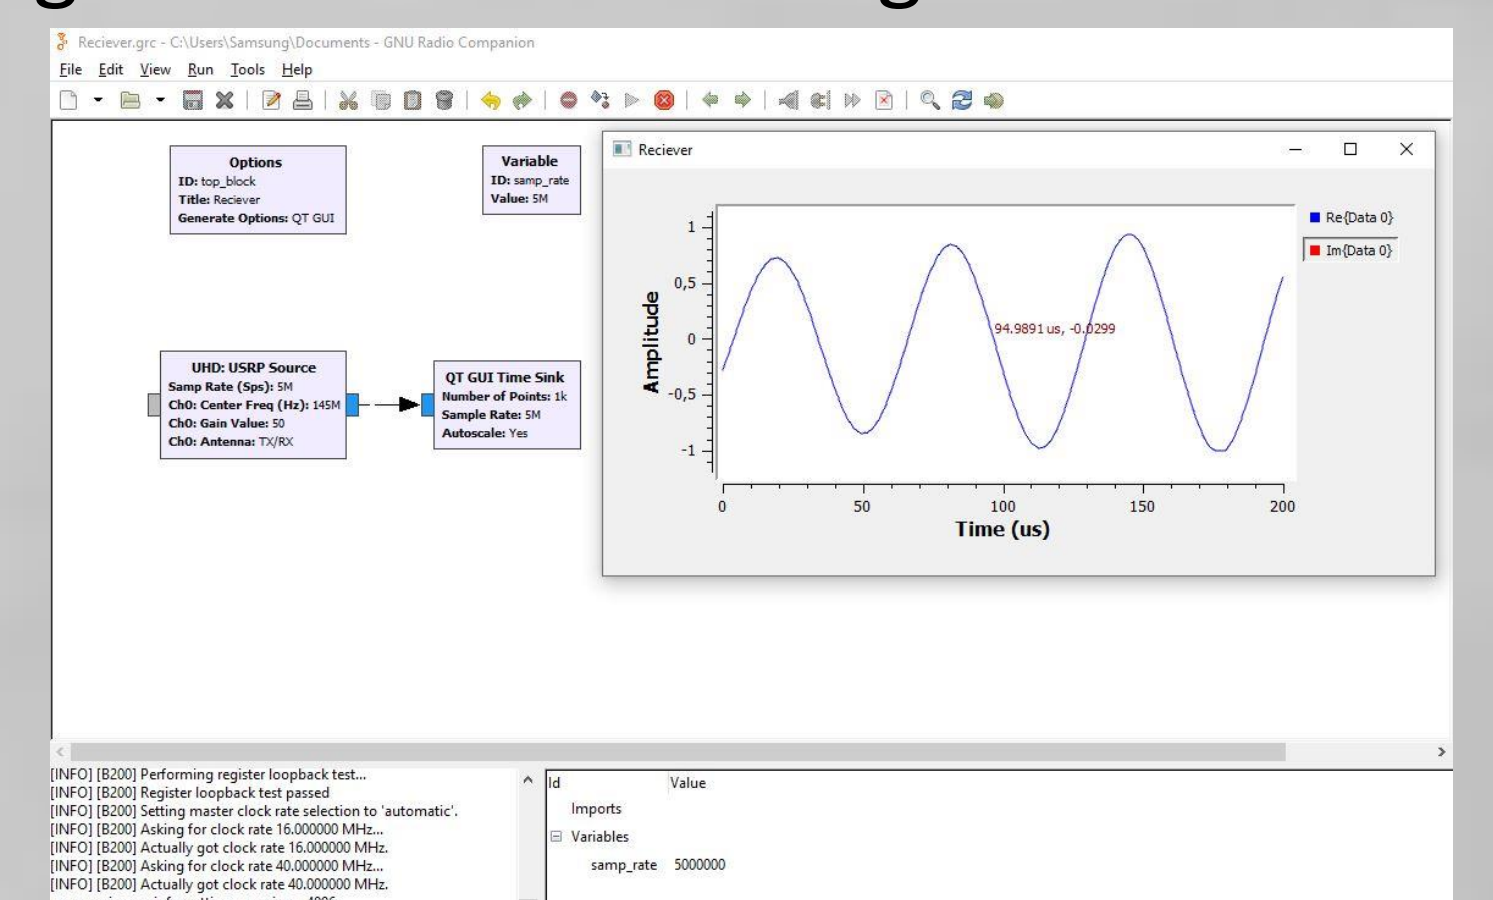 Reciever.grc - C:\Users\Samsung\Documents - GNU Radio Companion
File Edit View Run Tools Help
Options
ID: top_block
Title: Reciever
Generate Options: QT GUI
Variable
ID: samp_rate
Value: 5M
UHD: USRP Source
Samp Rate (Sps): 5M
Ch0: Center Freq (Hz): 145M
Ch0: Gain Value: 50
Ch0: Antenna: TX/RX
QT GUI Time Sink
Number of Points: 1k
Sample Rate: 5M
Autoscale: Yes
Reciever
Re{Data 0}
Im{Data 0}
Amplitude
1
0,5
0
-0,5
-1
94.9891 us, -0.0299
0 50 100 150 200
Time (us)
[INFO] [B200] Performing register loopback test...
[INFO] [B200] Register loopback test passed
[INFO] [B200] Setting master clock rate selection to 'automatic'.
[INFO] [B200] Asking for clock rate 16.000000 MHz...
[INFO] [B200] Actually got clock rate 16.000000 MHz.
[INFO] [B200] Asking for clock rate 40.000000 MHz...
[INFO] [B200] Actually got clock rate 40.000000 MHz.
Id Value
Imports
Variables
samp_rate 5000000